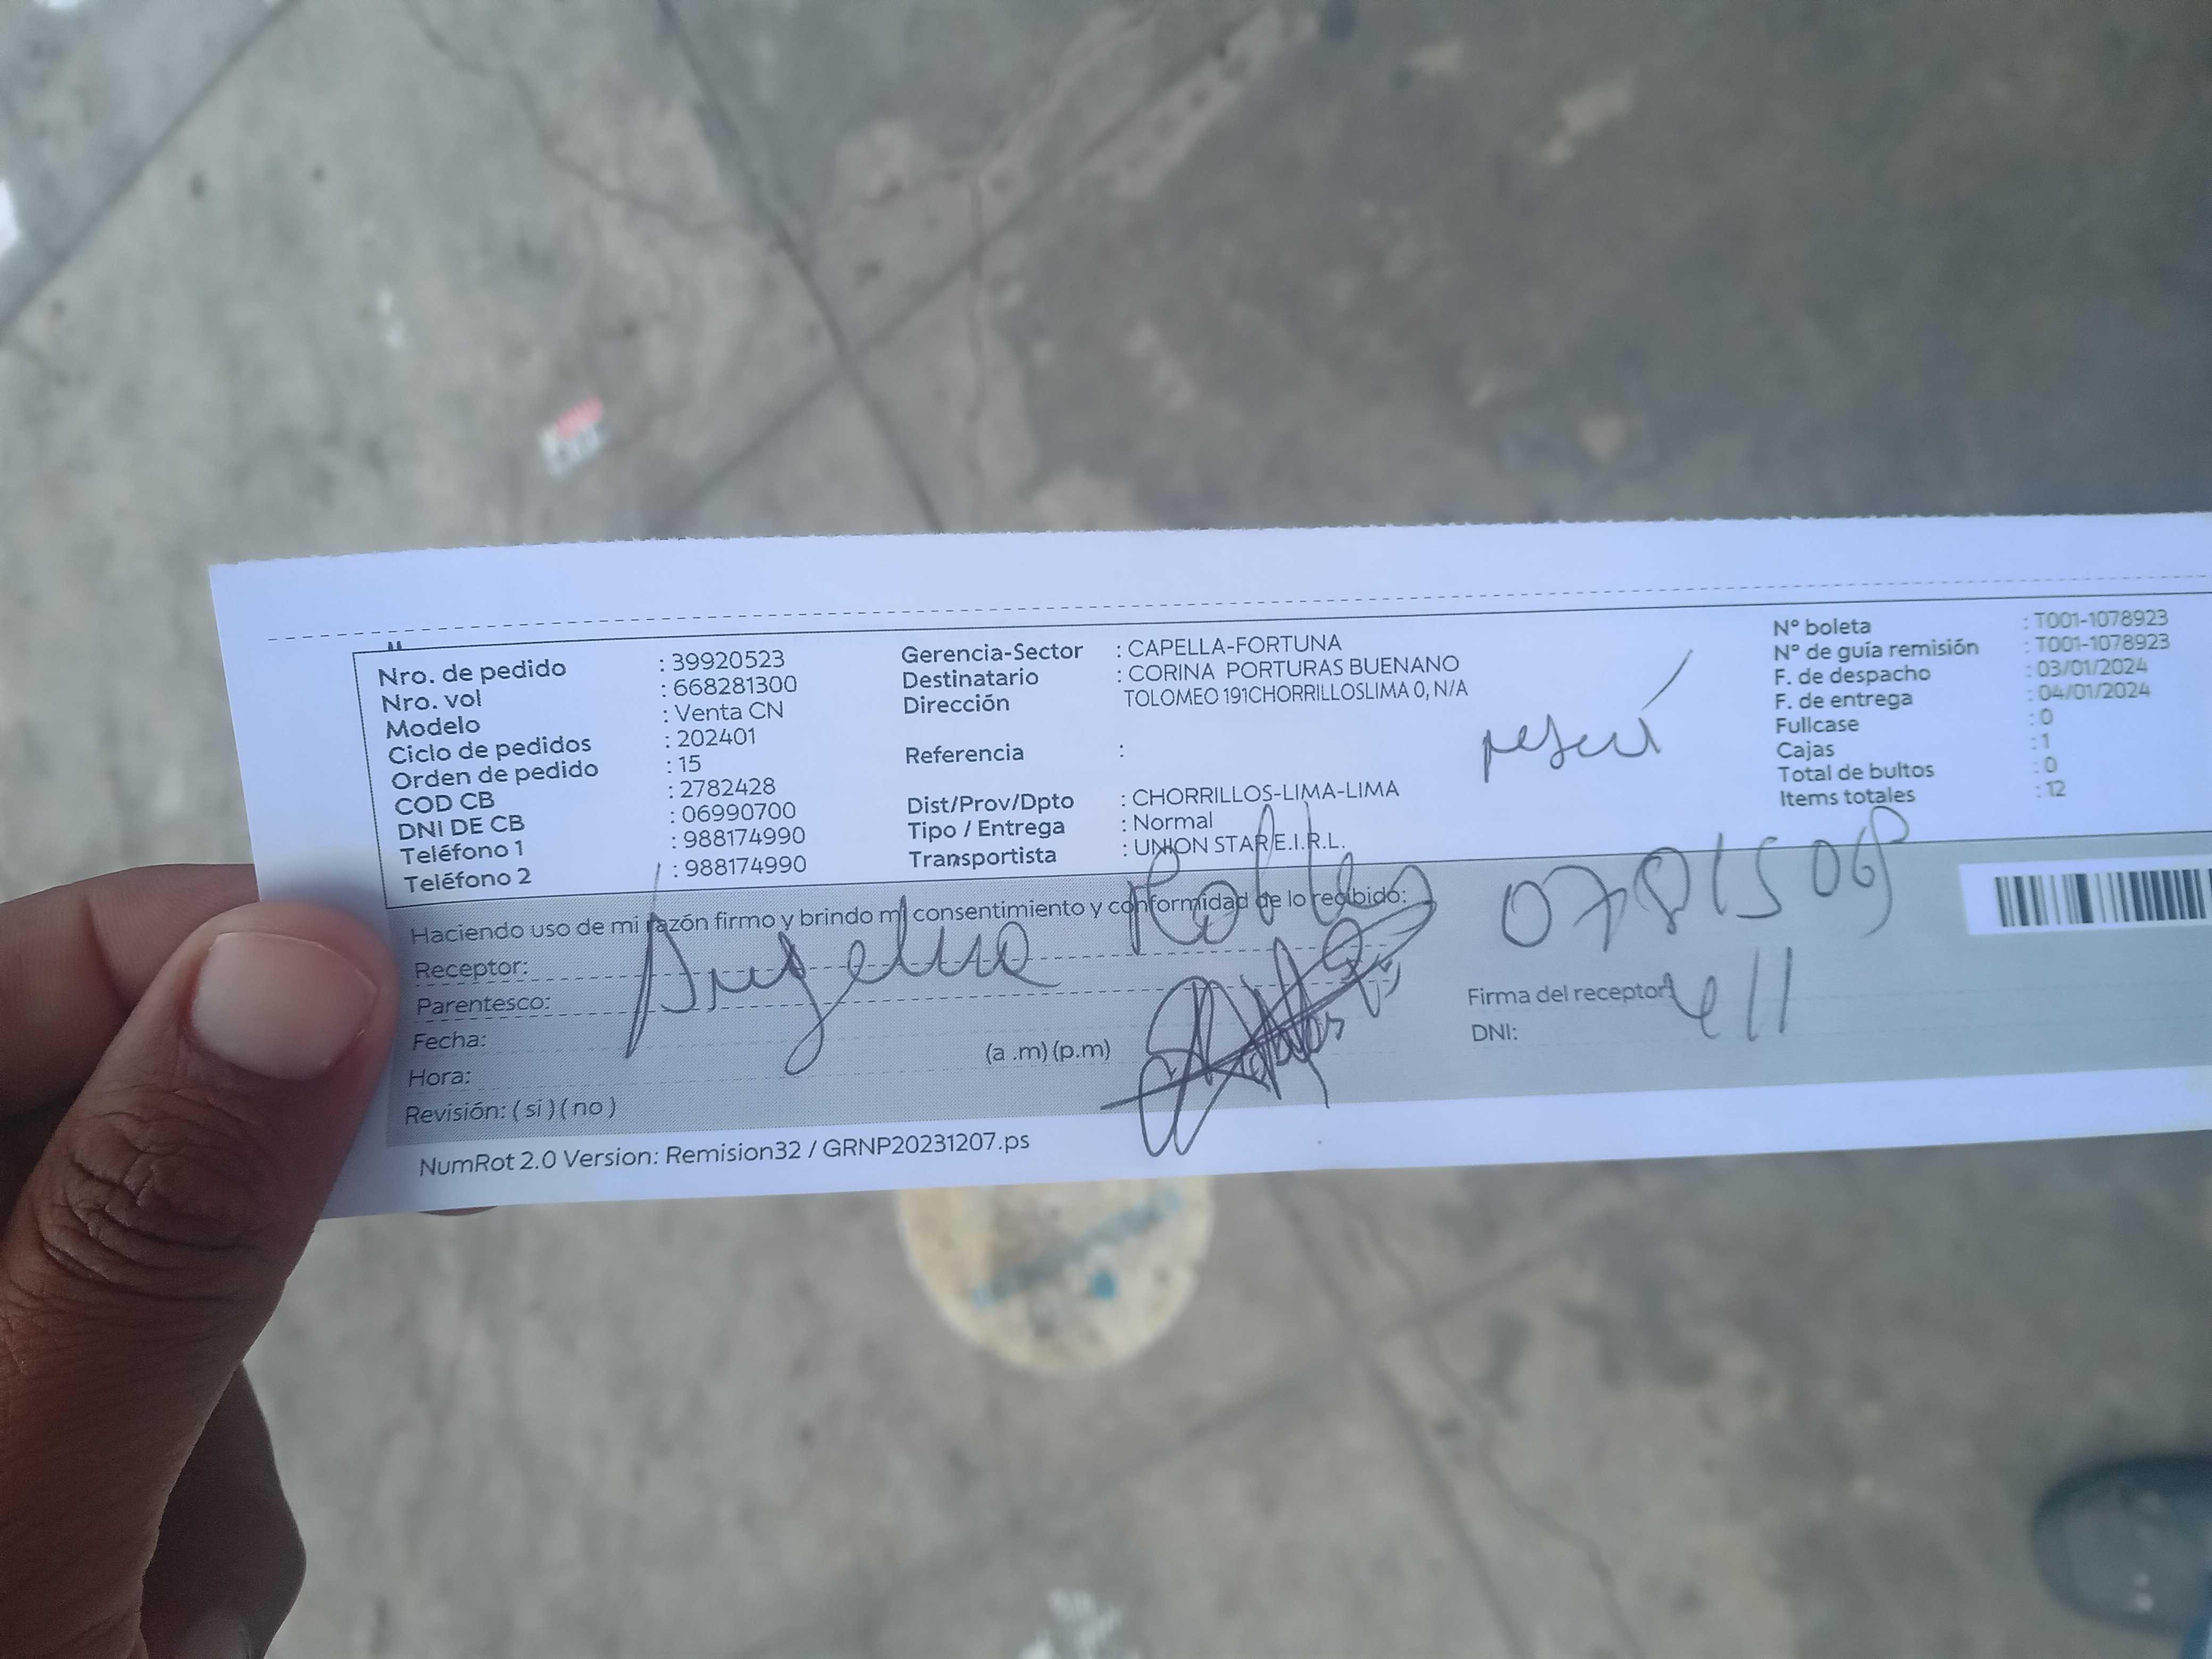 Nro. de pedido : 39920523
Nro. vol : 668281300
Modelo : Venta CN
Ciclo de pedidos : 202401
Orden de pedido : 15
COD CB : 2782428
DNI DE CB : 06990700
Teléfono 1 : 988174990
Teléfono 2 : 988174990
Gerencia-Sector : CAPELLA-FORTUNA
Destinatario : CORINA PORTURAS BUENANO
Dirección TOLOMEO 191CHORRILLOSLIMA 0, N/A
Referencia :
Dist/Prov/Dpto : CHORRILLOS-LIMA-LIMA
Tipo / Entrega : Normal
Transportista : UNION STAR E.I.R.L.
Nº boleta : T001-1078923
Nº de guía remisión : T001-1078923
F. de despacho : 03/01/2024
F. de entrega : 04/01/2024
Fullcase : 0
Cajas : 1
Total de bultos : 0
Items totales : 12
Haciendo uso de mi razón firmo y brindo mi consentimiento y conformidad de lo recibido:
Receptor:
Parentesco:
Fecha:
Hora: (a .m) (p.m)
Revisión: ( si ) ( no )
Firma del receptor:
DNI:
NumRot 2.0 Version: Remision32 / GRNP20231207.ps